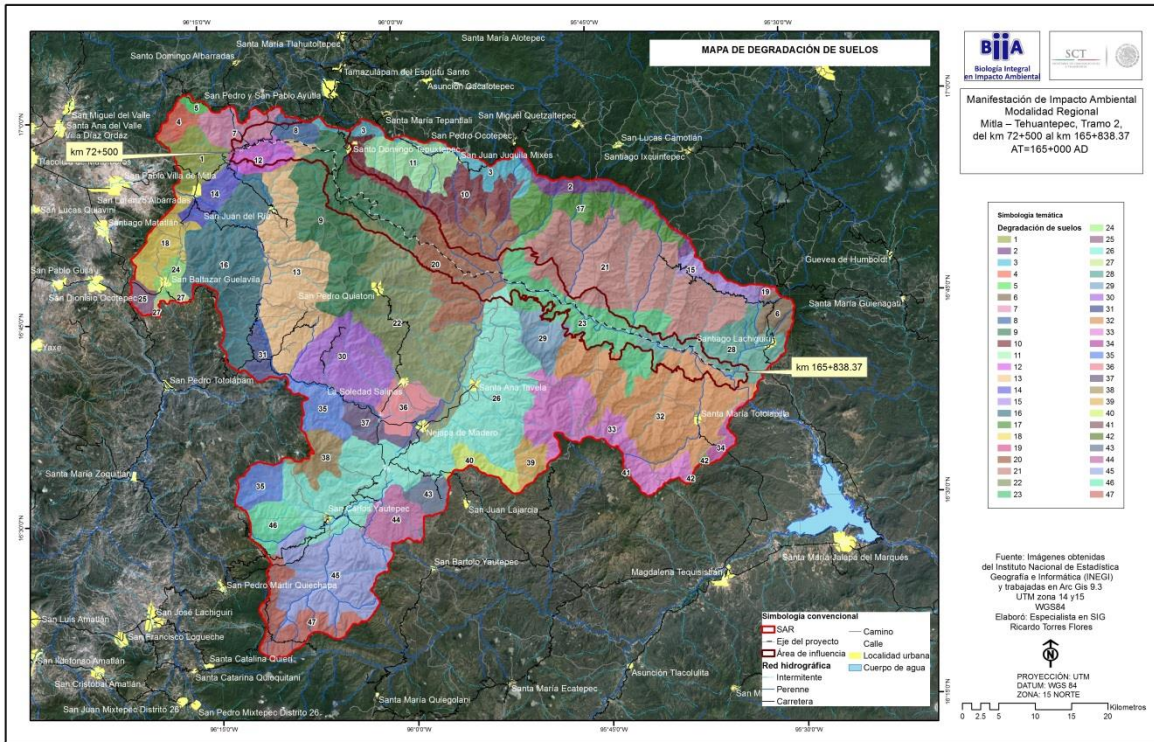 96°15'0"W
96°0'0"W
95°45'0"W
95°30'0"W
MAPA DE DEGRADACIÓN DE SUELOS
Santa María Tlahuitoltepec
Santa María Alotepec
Santo Domingo Albarradas
Tamazulápam del Espíritu Santo
Asunción Cacalotepec
San Pedro y San Pablo Ayutla
San Miguel del Valle
Santa Ana del Valle
Villa Díaz Ordaz
Santa María Tepantlali
San Miguel Quetzaltepec
San Pedro Ocotepec
San Lucas Camotlán
Santo Domingo Tepuxtepec
San Juan Juquila Mixes
Santiago Ixcuintepec
km 72+500
San Pablo Villa de Mitla
San Lorenzo Albarradas
San Lucas Quiaviní
Santiago Matatlán
San Juan del Río
Guevea de Humboldt
San Pablo Güilá
San Baltazar Guelavila
San Dionisio Ocotepec
San Pedro Quiatoni
Santa María Guienagati
Santiago Lachiguiri
Yaxe
km 165+838.37
San Pedro Totolápam
La Soledad Salinas
Santa Ana Tavela
Santa María Totolapilla
Nejapa de Madero
Santa María Zoquitlán
San Carlos Yautepec
San Juan Lajarcia
Santa María Jalapa del Marqués
San Bartolo Yautepec
Magdalena Tequisistlán
San Pedro Mártir Quiechapa
San José Lachiguiri
San Luis Amatlán
San Francisco Logueche
Santa Catalina Quierí
Santa Catarina Quioquitani
San Ildefonso Amatlán
San Cristóbal Amatlán
Asunción Tlacolulita
Santa María Ecatepec
Santa María Quiegolani
San Juan Mixtepec Distrito 26
San Pedro Mixtepec Distrito 26
Simbología convencional
SAR
Eje del proyecto
Área de influencia
Red hidrográfica
Intermitente
Perenne
Carretera
Camino
Calle
Localidad urbana
Cuerpo de agua
96°15'0"W
96°0'0"W
95°45'0"W
95°30'0"W
BiiA
Biología Integral
en Impacto Ambiental
SCT
Manifestación de Impacto Ambiental
Modalidad Regional
Mitla – Tehuantepec, Tramo 2,
del km 72+500 al km 165+838.37
AT=165+000 AD
Simbología temática
Degradación de suelos
1
2
3
4
5
6
7
8
9
10
11
12
13
14
15
16
17
18
19
20
21
22
23
24
25
26
27
28
29
30
31
32
33
34
35
36
37
38
39
40
41
42
43
44
45
46
47
Fuente: Imágenes obtenidas
del Instituto Nacional de Estadística
Geografía e Informática (INEGI)
y trabajadas en Arc Gis 9.3
UTM zona 14 y15
WGS84
Elaboró: Especialista en SIG
Ricardo Torres Flores
N
PROYECCIÓN: UTM
DATUM: WGS 84
ZONA: 15 NORTE
Kilometros
0 2.5 5 10 15 20